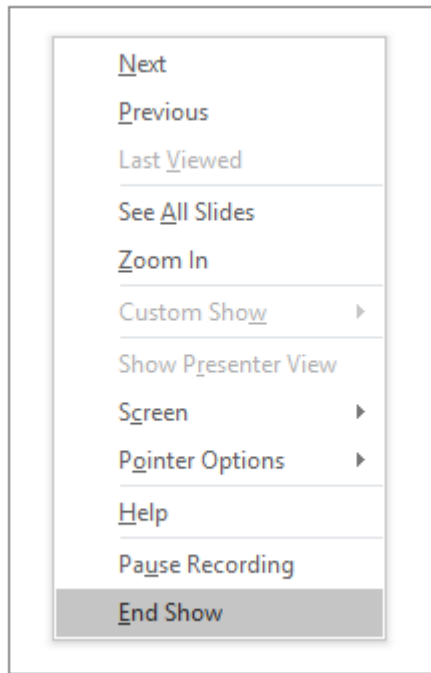 Next
Previous
Last Viewed
See All Slides
Zoom In
Custom Show
Show Presenter View
Screen
Pointer Options
Help
Pause Recording
End Show